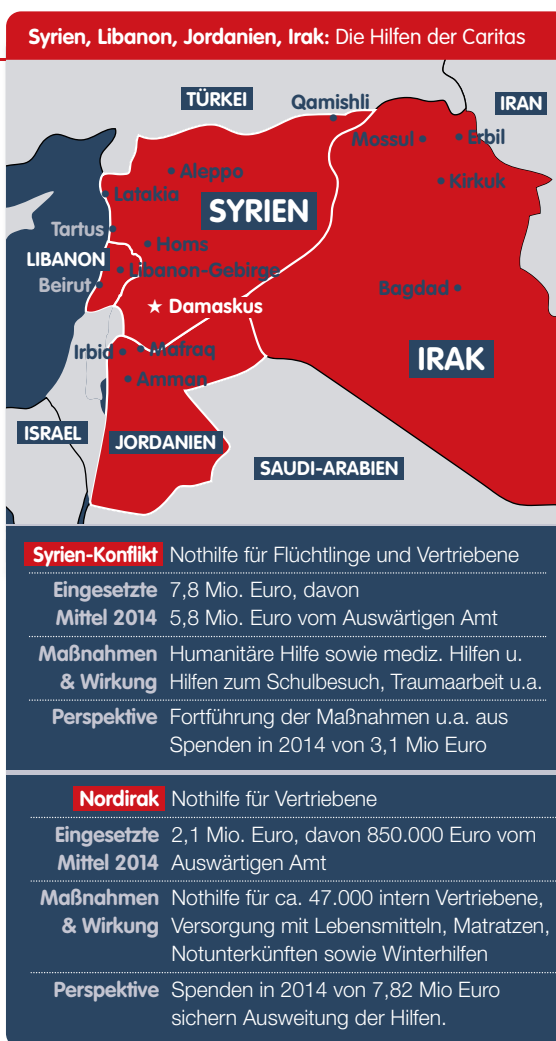 Syrien, Libanon, Jordanien, Irak: Die Hilfen der Caritas
TÜRKEI
Qamishli
IRAN
Mossul
Erbil
Aleppo
Kirkuk
Latakia
SYRIEN
Tartus
Homs
LIBANON
Libanon-Gebirge
Beirut
Bagdad
Damaskus
Irbid
Mafraq
IRAK
Amman
ISRAEL
JORDANIEN
SAUDI-ARABIEN
Syrien-Konflikt Nothilfe für Flüchtlinge und Vertriebene
Eingesetzte 7,8 Mio. Euro, davon
Mittel 2014 5,8 Mio. Euro vom Auswärtigen Amt
Maßnahmen Humanitäre Hilfe sowie mediz. Hilfen u.
& Wirkung Hilfen zum Schulbesuch, Traumaarbeit u.a.
Perspektive Fortführung der Maßnahmen u.a. aus
Spenden in 2014 von 3,1 Mio Euro
Nordirak Nothilfe für Vertriebene
Eingesetzte 2,1 Mio. Euro, davon 850.000 Euro vom
Mittel 2014 Auswärtigen Amt
Maßnahmen Nothilfe für ca. 47.000 intern Vertriebene,
& Wirkung Versorgung mit Lebensmitteln, Matratzen,
Notunterkünften sowie Winterhilfen
Perspektive Spenden in 2014 von 7,82 Mio Euro
sichern Ausweitung der Hilfen.